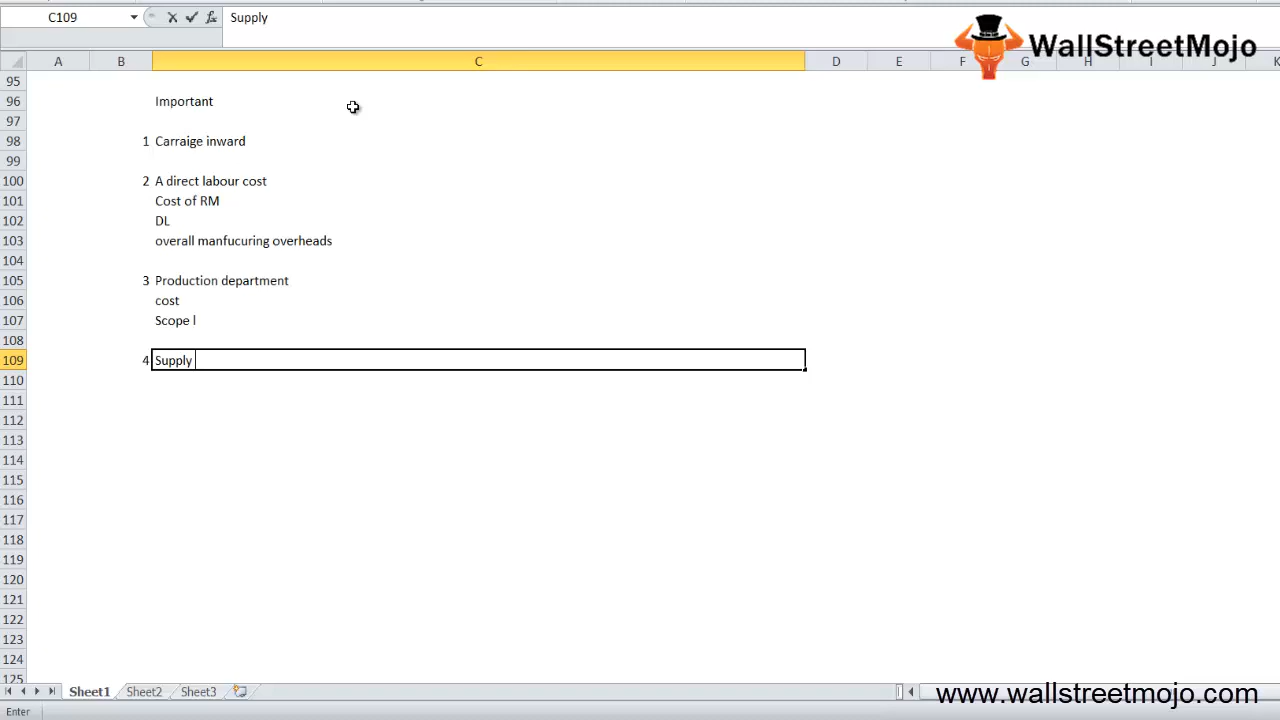 C109 Supply
WallStreetMojo
A B C D E F G H I J K
95
96 Important
97
98 1 Carraige inward
99
100 2 A direct labour cost
101 Cost of RM
102 DL
103 overall manfucuring overheads
104
105 3 Production department
106 cost
107 Scope l
108
109 4 Supply
110
111
112
113
114
115
116
117
118
119
120
121
122
123
124
125
Sheet1 Sheet2 Sheet3
www.wallstreetmojo.com
Enter